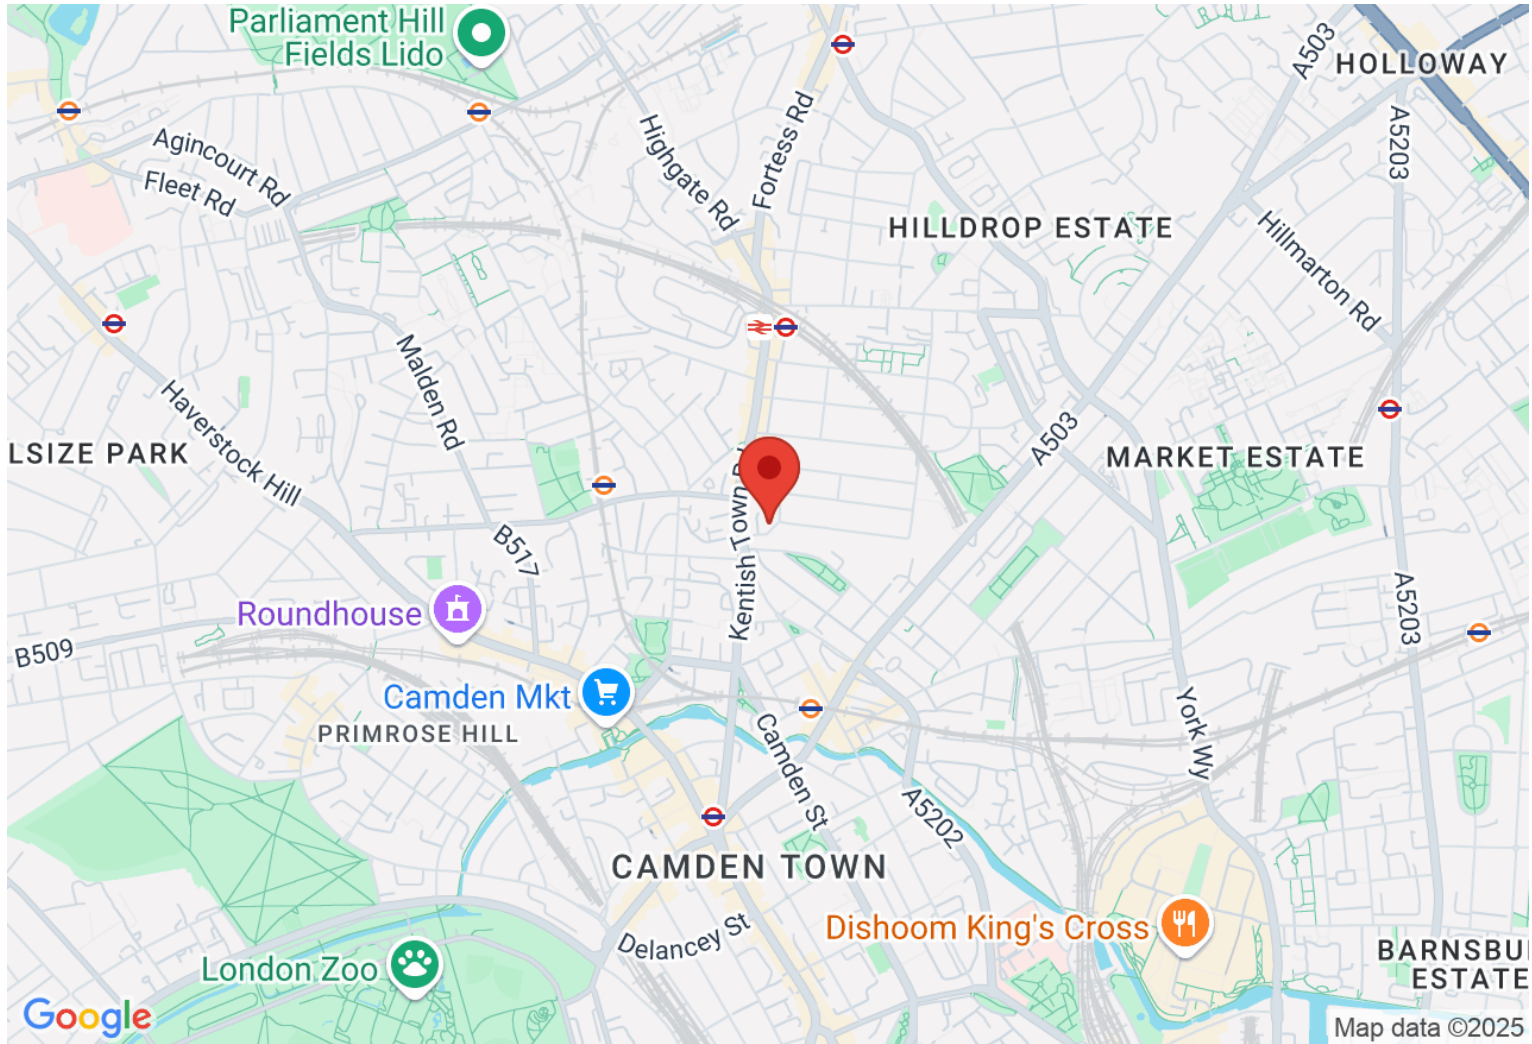 Parliament Hill
Fields Lido
A503
HOLLOWAY
Agincourt Rd
Fleet Rd
Highgate Rd
Fortess Rd
A5203
HILLDROP ESTATE
Hillmarton Rd
Malden Rd
Haverstock Hill
LSIZE PARK
A503
MARKET ESTATE
Kentish Town Rd
B517
Roundhouse
A5203
B509
Camden Mkt
PRIMROSE HILL
York Wy
Camden St
A5202
CAMDEN TOWN
Delancey St
Dishoom King's Cross
BARNSBU
ESTATE
London Zoo
Google
Map data ©2025